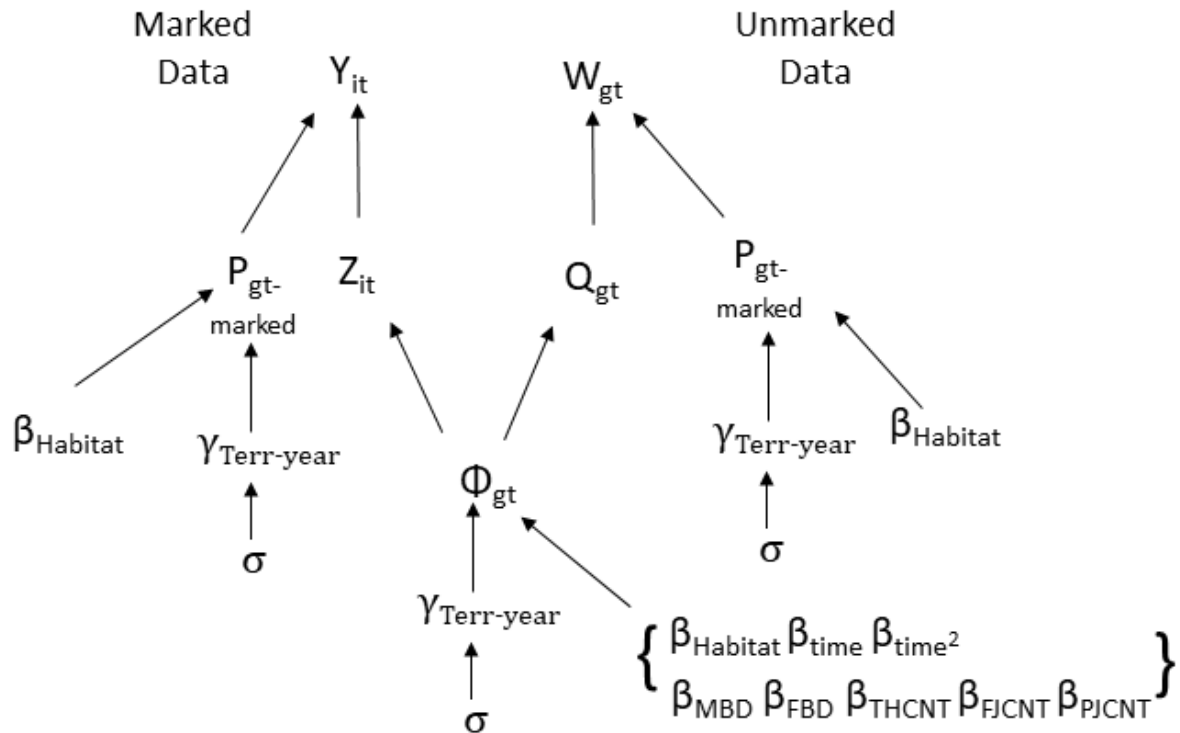 Marked
Data
Unmarked
Data
Y_it
W_gt
P_gt-
marked
Z_it
Q_gt
P_gt-
marked
β_Habitat
γ_Terr-year
σ
Φ_gt
γ_Terr-year
β_Habitat
σ
γ_Terr-year
σ
{ β_Habitat β_time β_time²
β_MBD β_FBD β_THCNT β_FJCNT β_PJCNT }